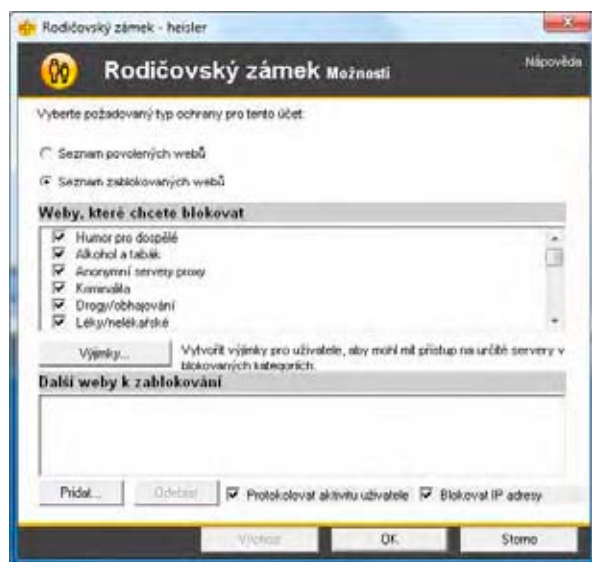 Rodičovský zámek - heisler
Rodičovský zámek Možnosti
Nápověda
Vyberte požadovaný typ ochrany pro tento účet:
Seznam povolených webů
Seznam zablokovaných webů
Weby, které chcete blokovat
Humor pro dospělé
Alkohol a tabák
Anonymní servery proxy
Kriminalita
Drogy/obhajování
Léky/nelékařské
Výjimky...
Vytvořit výjimky pro uživatele, aby mohl mít přístup na určité servery v
blokovaných kategoriích.
Další weby k zablokování
Přidat...
Odebrat
Protokolovat aktivitu uživatele
Blokovat IP adresy
Výchozí
OK
Storno